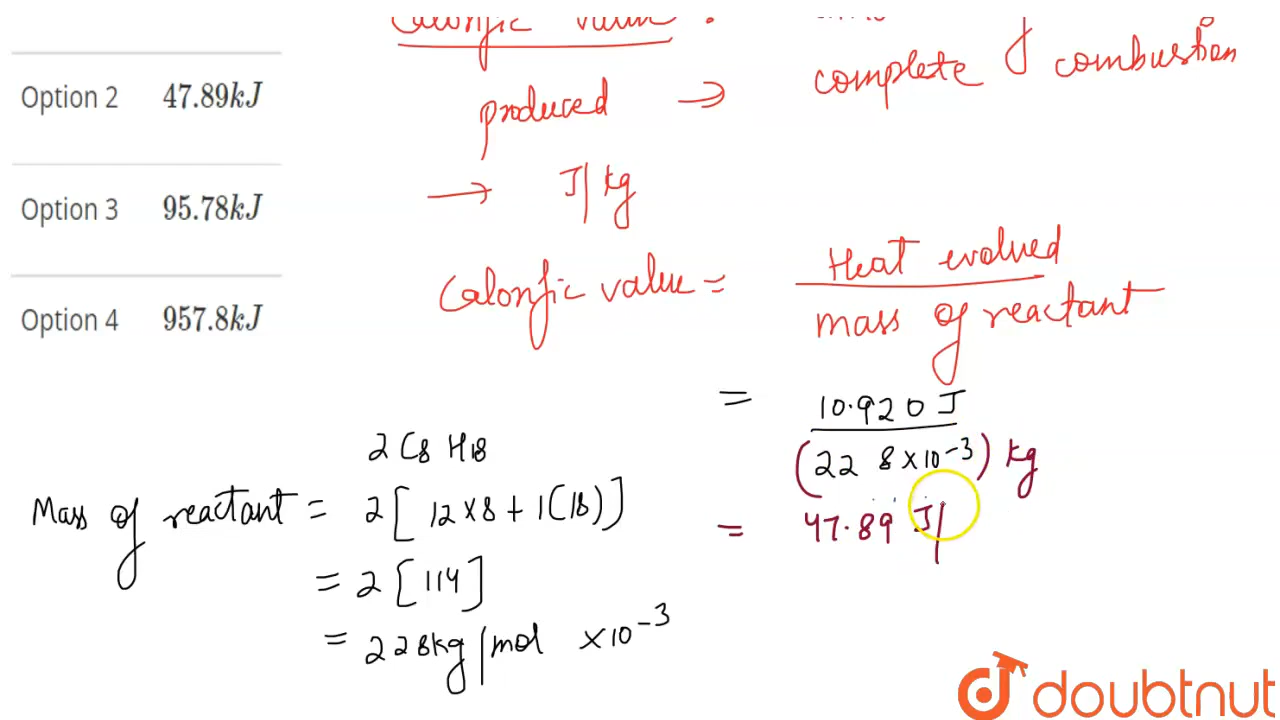 Calorific value :
complete combustion
Option 2 47.89kJ
produced →
→ J/kg
Option 3 95.78kJ
Calorific value = Heat evolved
mass of reactant
Option 4 957.8kJ
= 10.920 J
(228×10-3) kg
= 47.89 J/
2 C8 H18
Mass of reactant = 2[12×8+1(18)]
= 2[114]
= 228kg/mol ×10-3
doubtnut